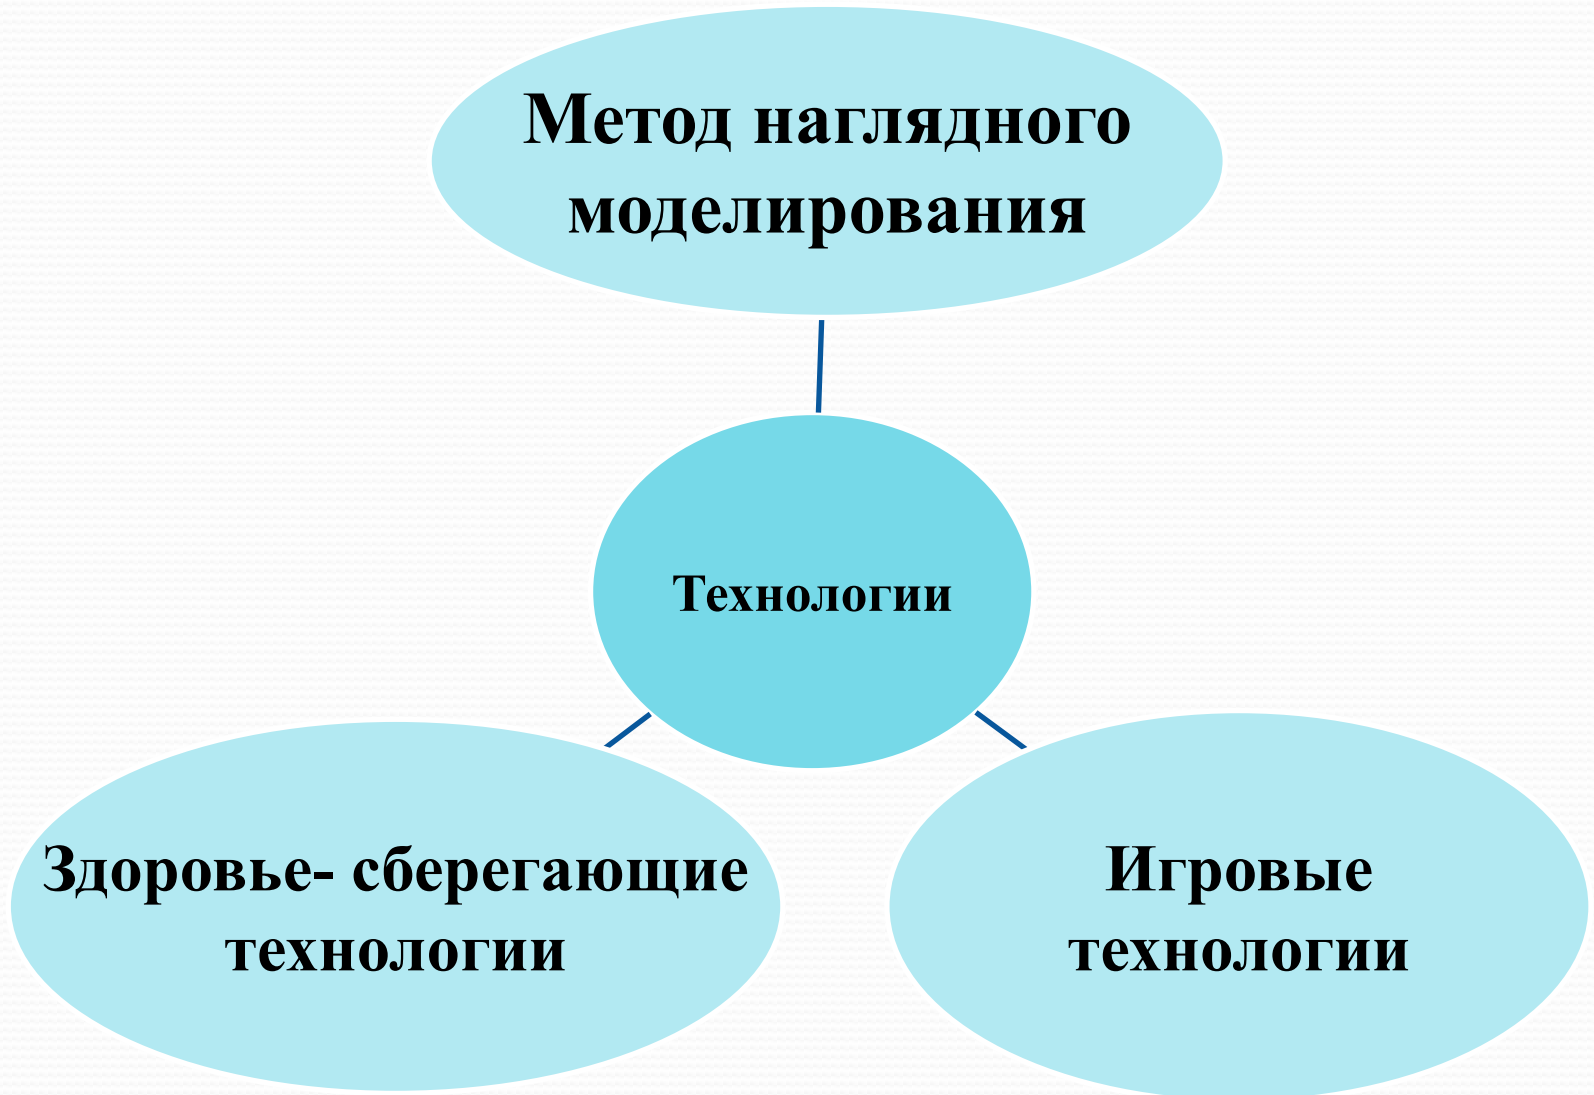 Метод наглядного
моделирования
Технологии
Здоровье- сберегающие
технологии
Игровые
технологии